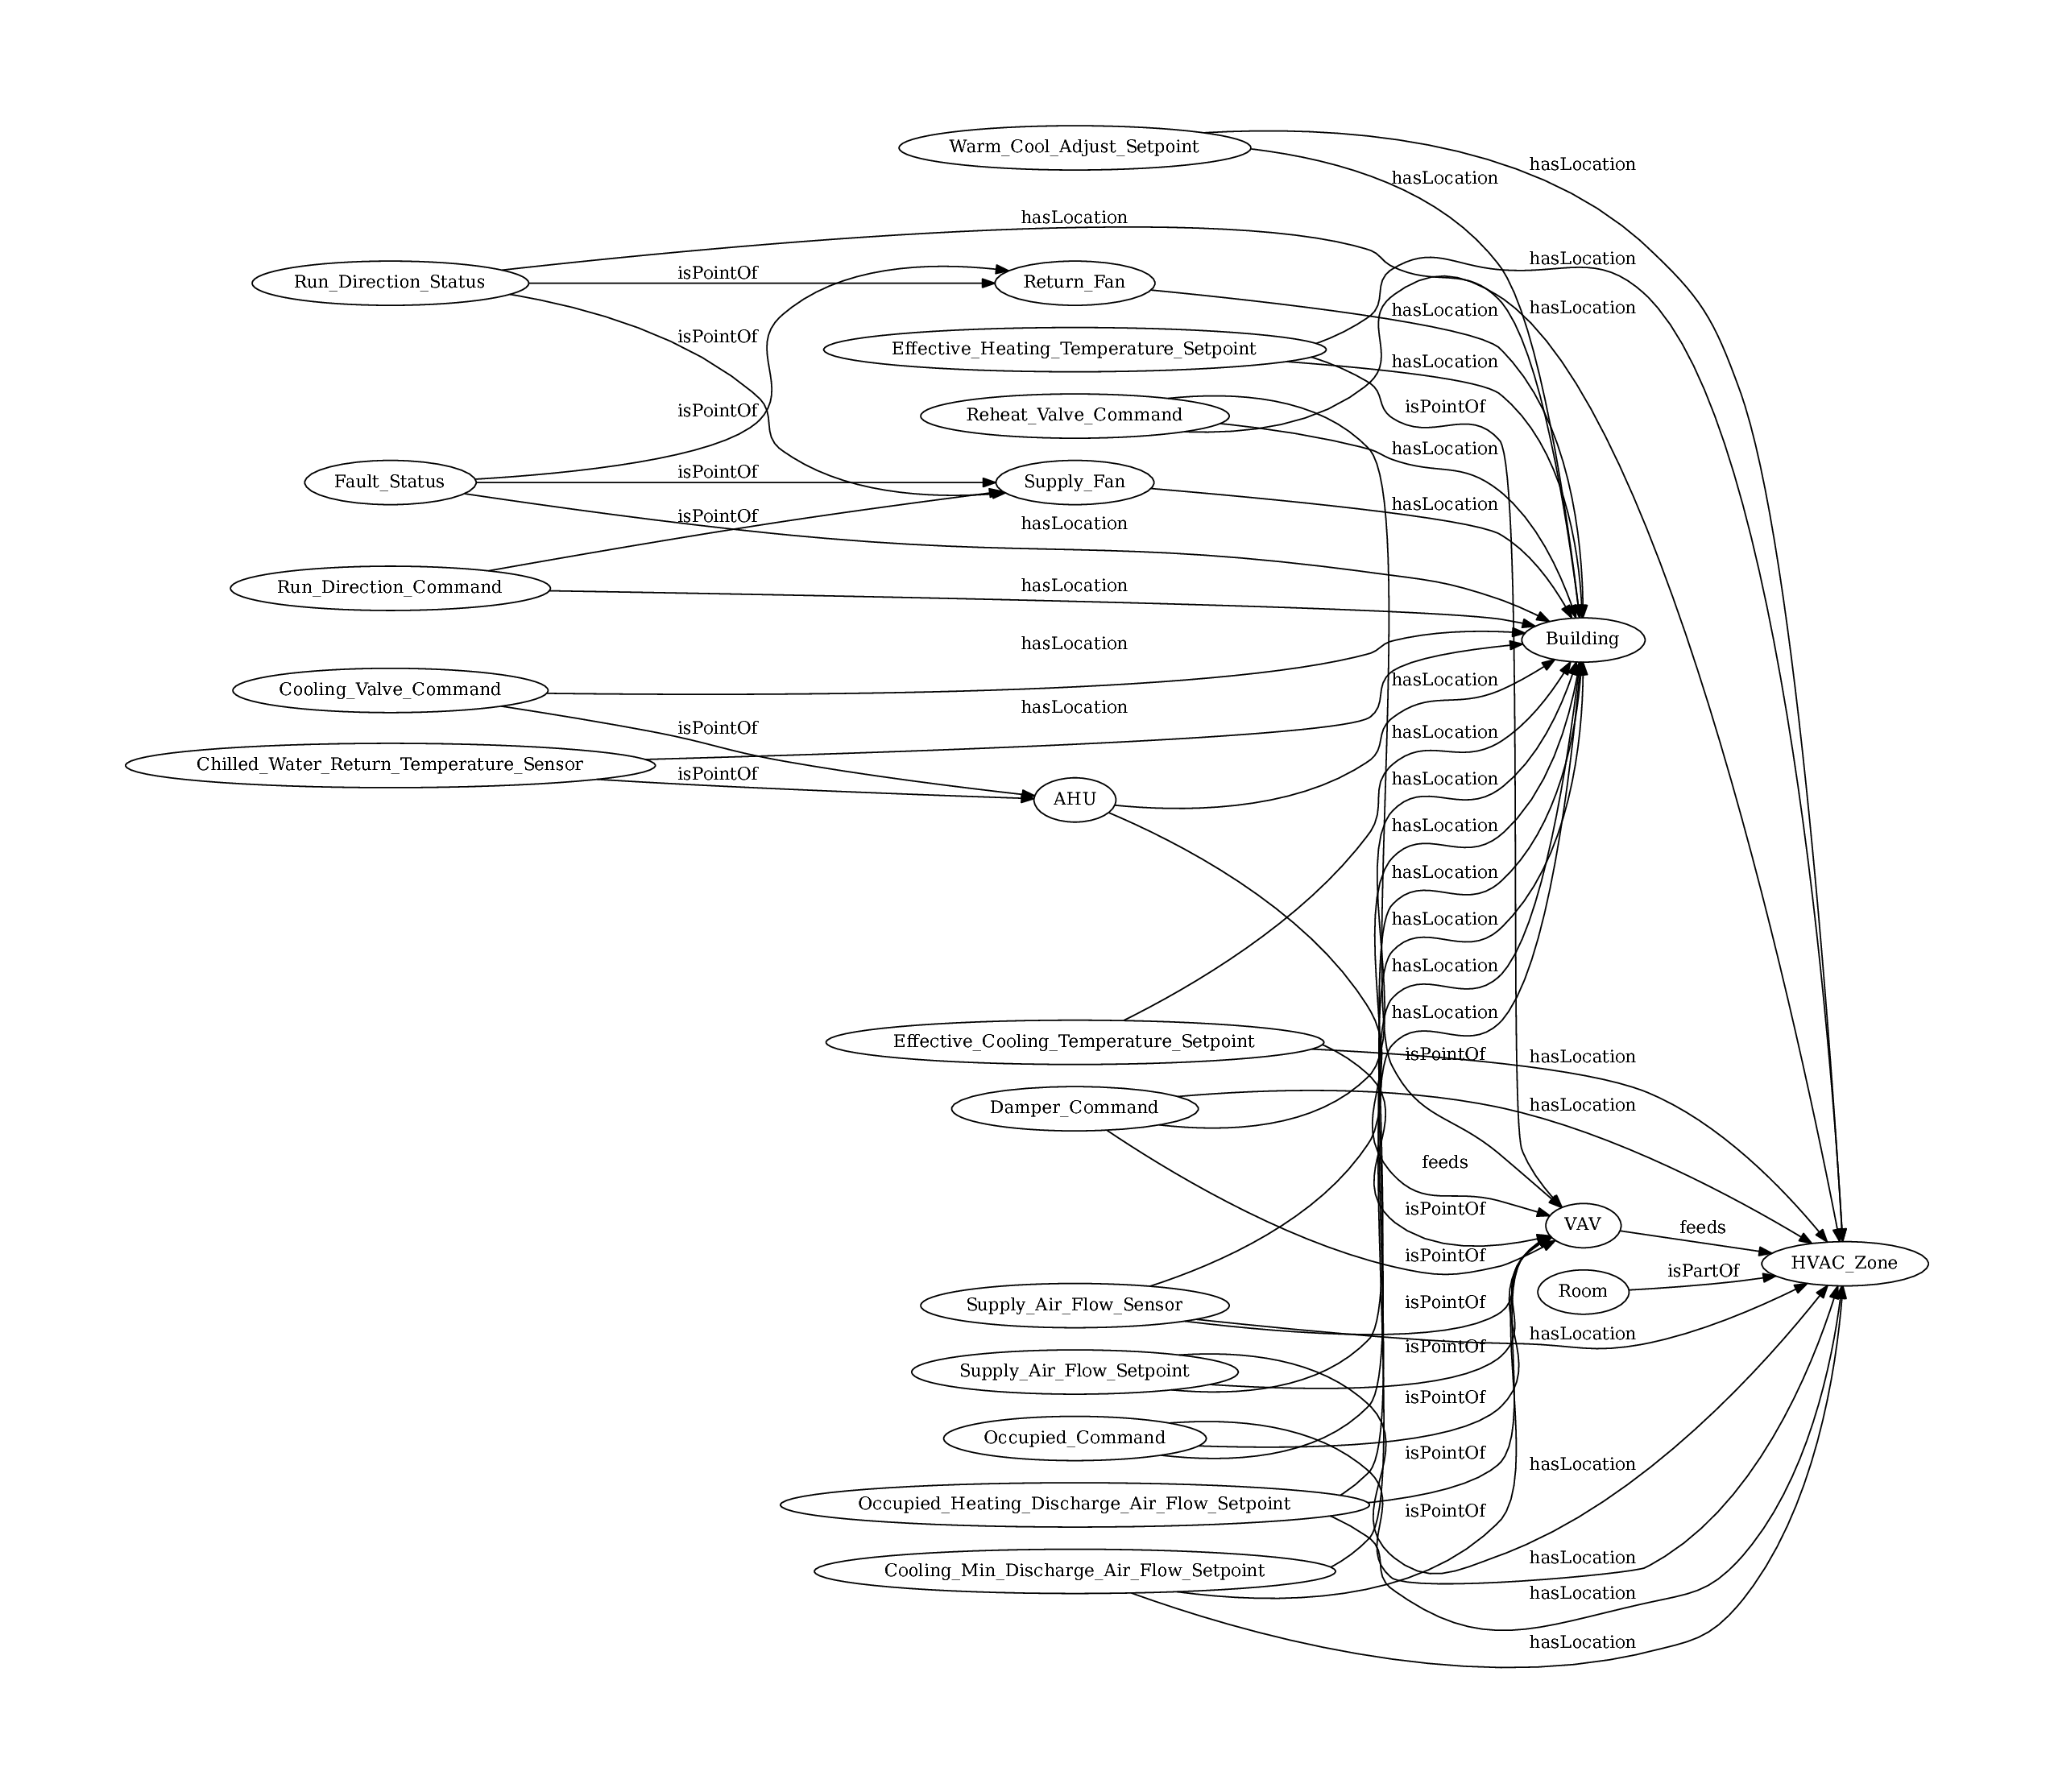 Warm_Cool_Adjust_Setpoint
hasLocation
hasLocation
hasLocation
Run_Direction_Status
isPointOf
Return_Fan
hasLocation
hasLocation
hasLocation
isPointOf
Effective_Heating_Temperature_Setpoint
hasLocation
isPointOf
isPointOf
Reheat_Valve_Command
hasLocation
Fault_Status
isPointOf
Supply_Fan
hasLocation
isPointOf
hasLocation
Run_Direction_Command
hasLocation
Building
hasLocation
Cooling_Valve_Command
hasLocation
hasLocation
isPointOf
hasLocation
Chilled_Water_Return_Temperature_Sensor
isPointOf
hasLocation
AHU
hasLocation
hasLocation
hasLocation
hasLocation
hasLocation
Effective_Cooling_Temperature_Setpoint
isPointOf
hasLocation
Damper_Command
hasLocation
feeds
isPointOf
VAV
feeds
isPointOf
HVAC_Zone
isPartOf
Room
Supply_Air_Flow_Sensor
isPointOf
hasLocation
isPointOf
Supply_Air_Flow_Setpoint
isPointOf
Occupied_Command
isPointOf
hasLocation
Occupied_Heating_Discharge_Air_Flow_Setpoint
isPointOf
hasLocation
Cooling_Min_Discharge_Air_Flow_Setpoint
hasLocation
hasLocation